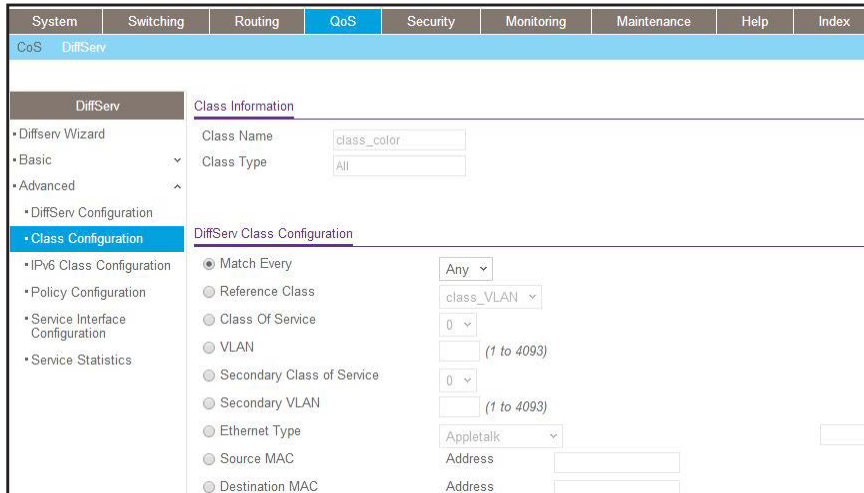 System Switching Routing QoS Security Monitoring Maintenance Help Index
CoS DiffServ
DiffServ
Diffserv Wizard
Basic
Advanced
DiffServ Configuration
Class Configuration
IPv6 Class Configuration
Policy Configuration
Service Interface
Configuration
Service Statistics
Class Information
Class Name class_color
Class Type All
DiffServ Class Configuration
Match Every Any
Reference Class class_VLAN
Class Of Service 0
VLAN (1 to 4093)
Secondary Class of Service 0
Secondary VLAN (1 to 4093)
Ethernet Type Appletalk
Source MAC Address
Destination MAC Address